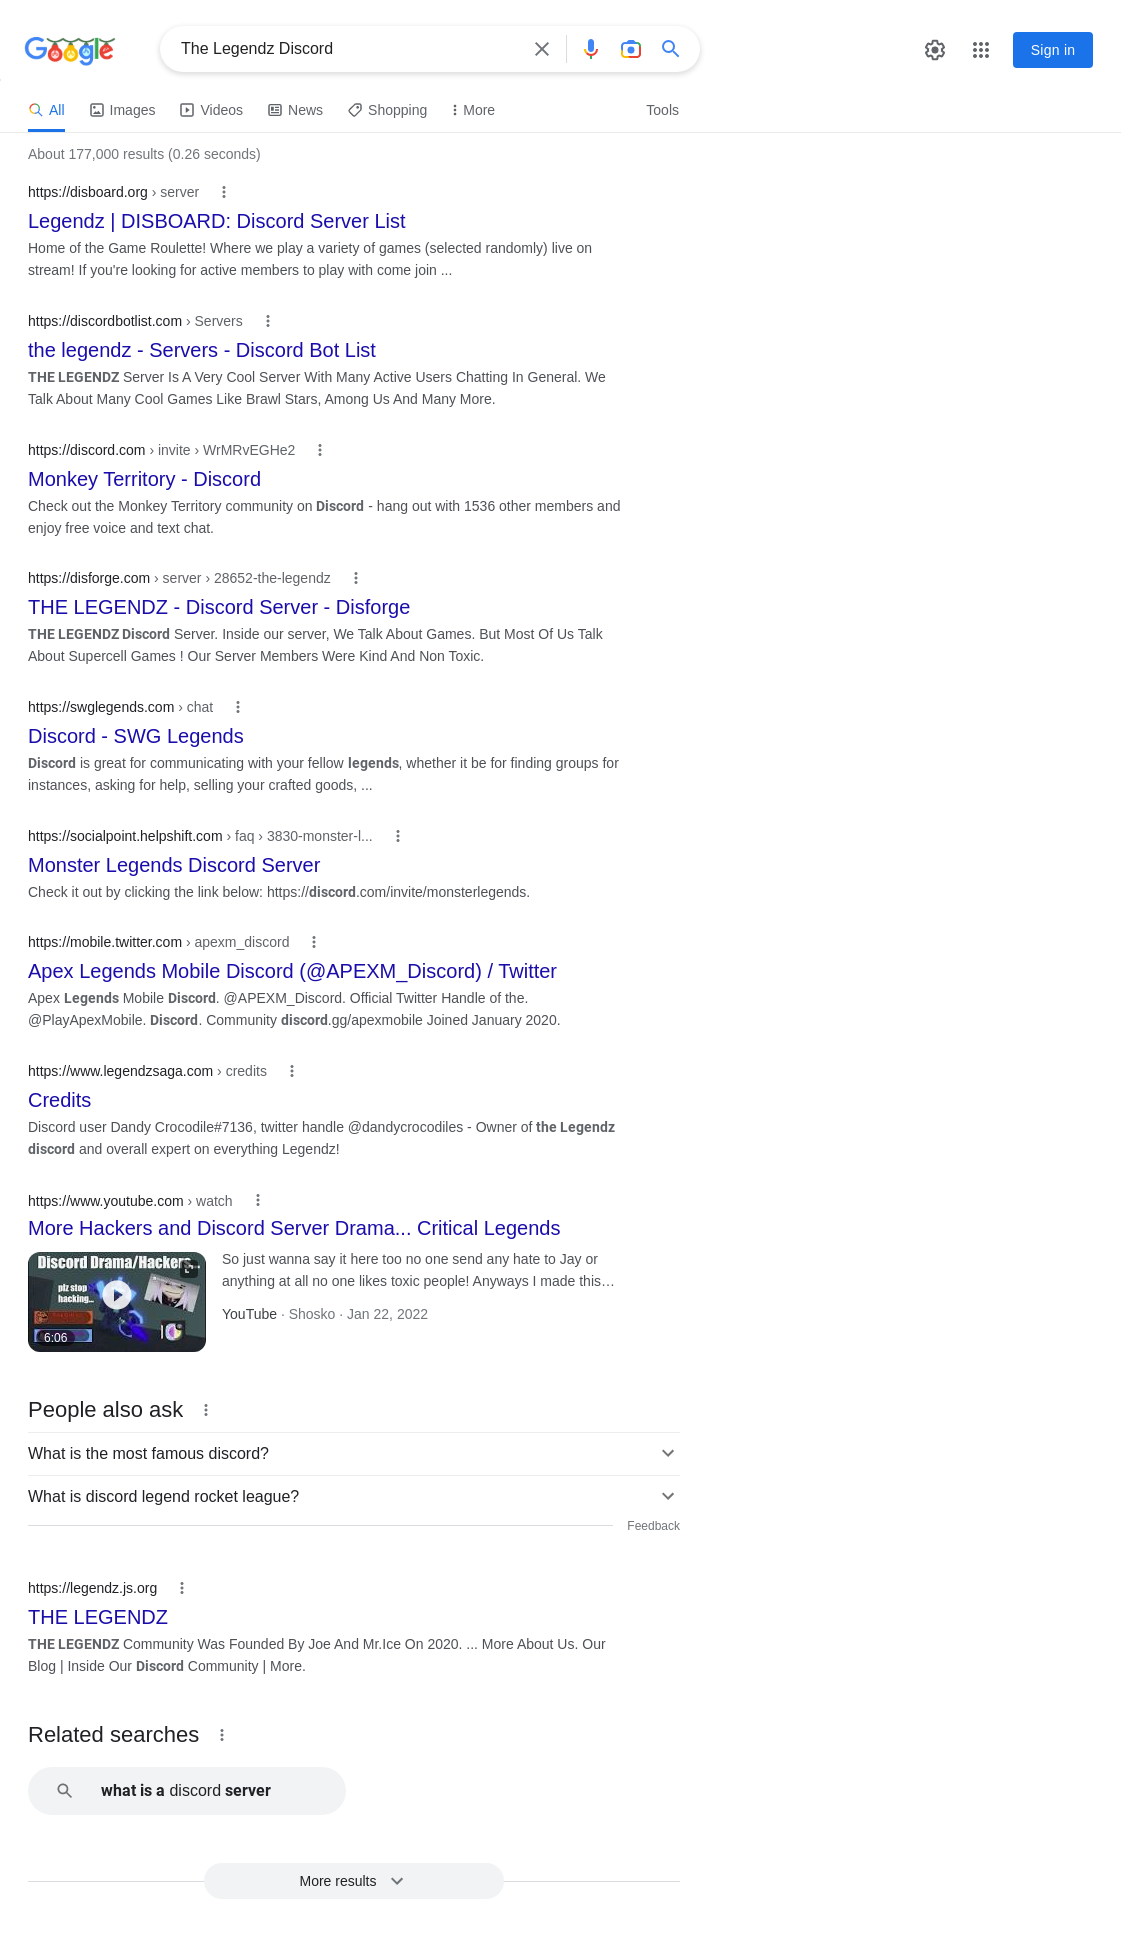 Google
The Legendz Discord
Sign in
All Images Videos News Shopping More Tools
About 177,000 results (0.26 seconds)
https://disboard.org › server
Legendz | DISBOARD: Discord Server List
Home of the Game Roulette! Where we play a variety of games (selected randomly) live on
stream! If you're looking for active members to play with come join ...
https://discordbotlist.com › Servers
the legendz - Servers - Discord Bot List
THE LEGENDZ Server Is A Very Cool Server With Many Active Users Chatting In General. We
Talk About Many Cool Games Like Brawl Stars, Among Us And Many More.
https://discord.com › invite › WrMRvEGHe2
Monkey Territory - Discord
Check out the Monkey Territory community on Discord - hang out with 1536 other members and
enjoy free voice and text chat.
https://disforge.com › server › 28652-the-legendz
THE LEGENDZ - Discord Server - Disforge
THE LEGENDZ Discord Server. Inside our server, We Talk About Games. But Most Of Us Talk
About Supercell Games ! Our Server Members Were Kind And Non Toxic.
https://swglegends.com › chat
Discord - SWG Legends
Discord is great for communicating with your fellow legends, whether it be for finding groups for
instances, asking for help, selling your crafted goods, ...
https://socialpoint.helpshift.com › faq › 3830-monster-l...
Monster Legends Discord Server
Check it out by clicking the link below: https://discord.com/invite/monsterlegends.
https://mobile.twitter.com › apexm_discord
Apex Legends Mobile Discord (@APEXM_Discord) / Twitter
Apex Legends Mobile Discord. @APEXM_Discord. Official Twitter Handle of the.
@PlayApexMobile. Discord. Community discord.gg/apexmobile Joined January 2020.
https://www.legendzsaga.com › credits
Credits
Discord user Dandy Crocodile#7136, twitter handle @dandycrocodiles - Owner of the Legendz
discord and overall expert on everything Legendz!
https://www.youtube.com › watch
More Hackers and Discord Server Drama... Critical Legends
Discord Drama/Hackers...
plz stop
hacking...
6:06
So just wanna say it here too no one send any hate to Jay or
anything at all no one likes toxic people! Anyways I made this…
YouTube · Shosko · Jan 22, 2022
People also ask
What is the most famous discord?
What is discord legend rocket league?
Feedback
https://legendz.js.org
THE LEGENDZ
THE LEGENDZ Community Was Founded By Joe And Mr.Ice On 2020. ... More About Us. Our
Blog | Inside Our Discord Community | More.
Related searches
what is a discord server
More results